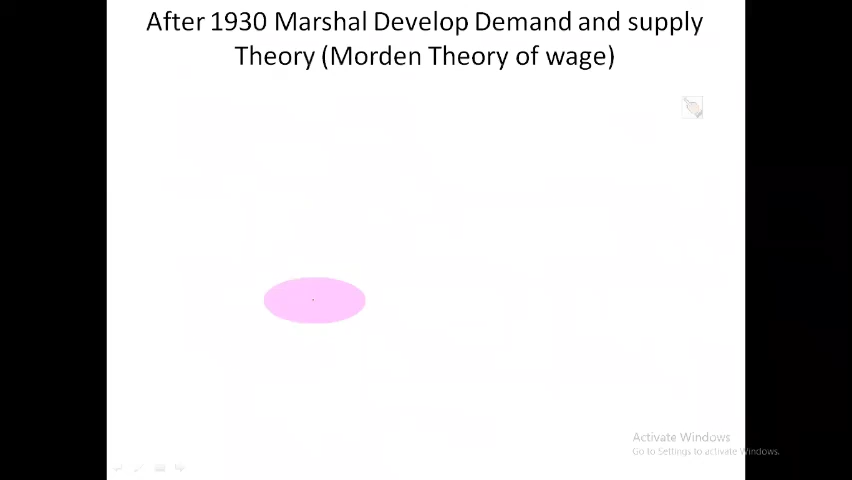 After 1930 Marshal Develop Demand and supply
Theory (Morden Theory of wage)
Activate Windows
Go to Settings to activate Windows.